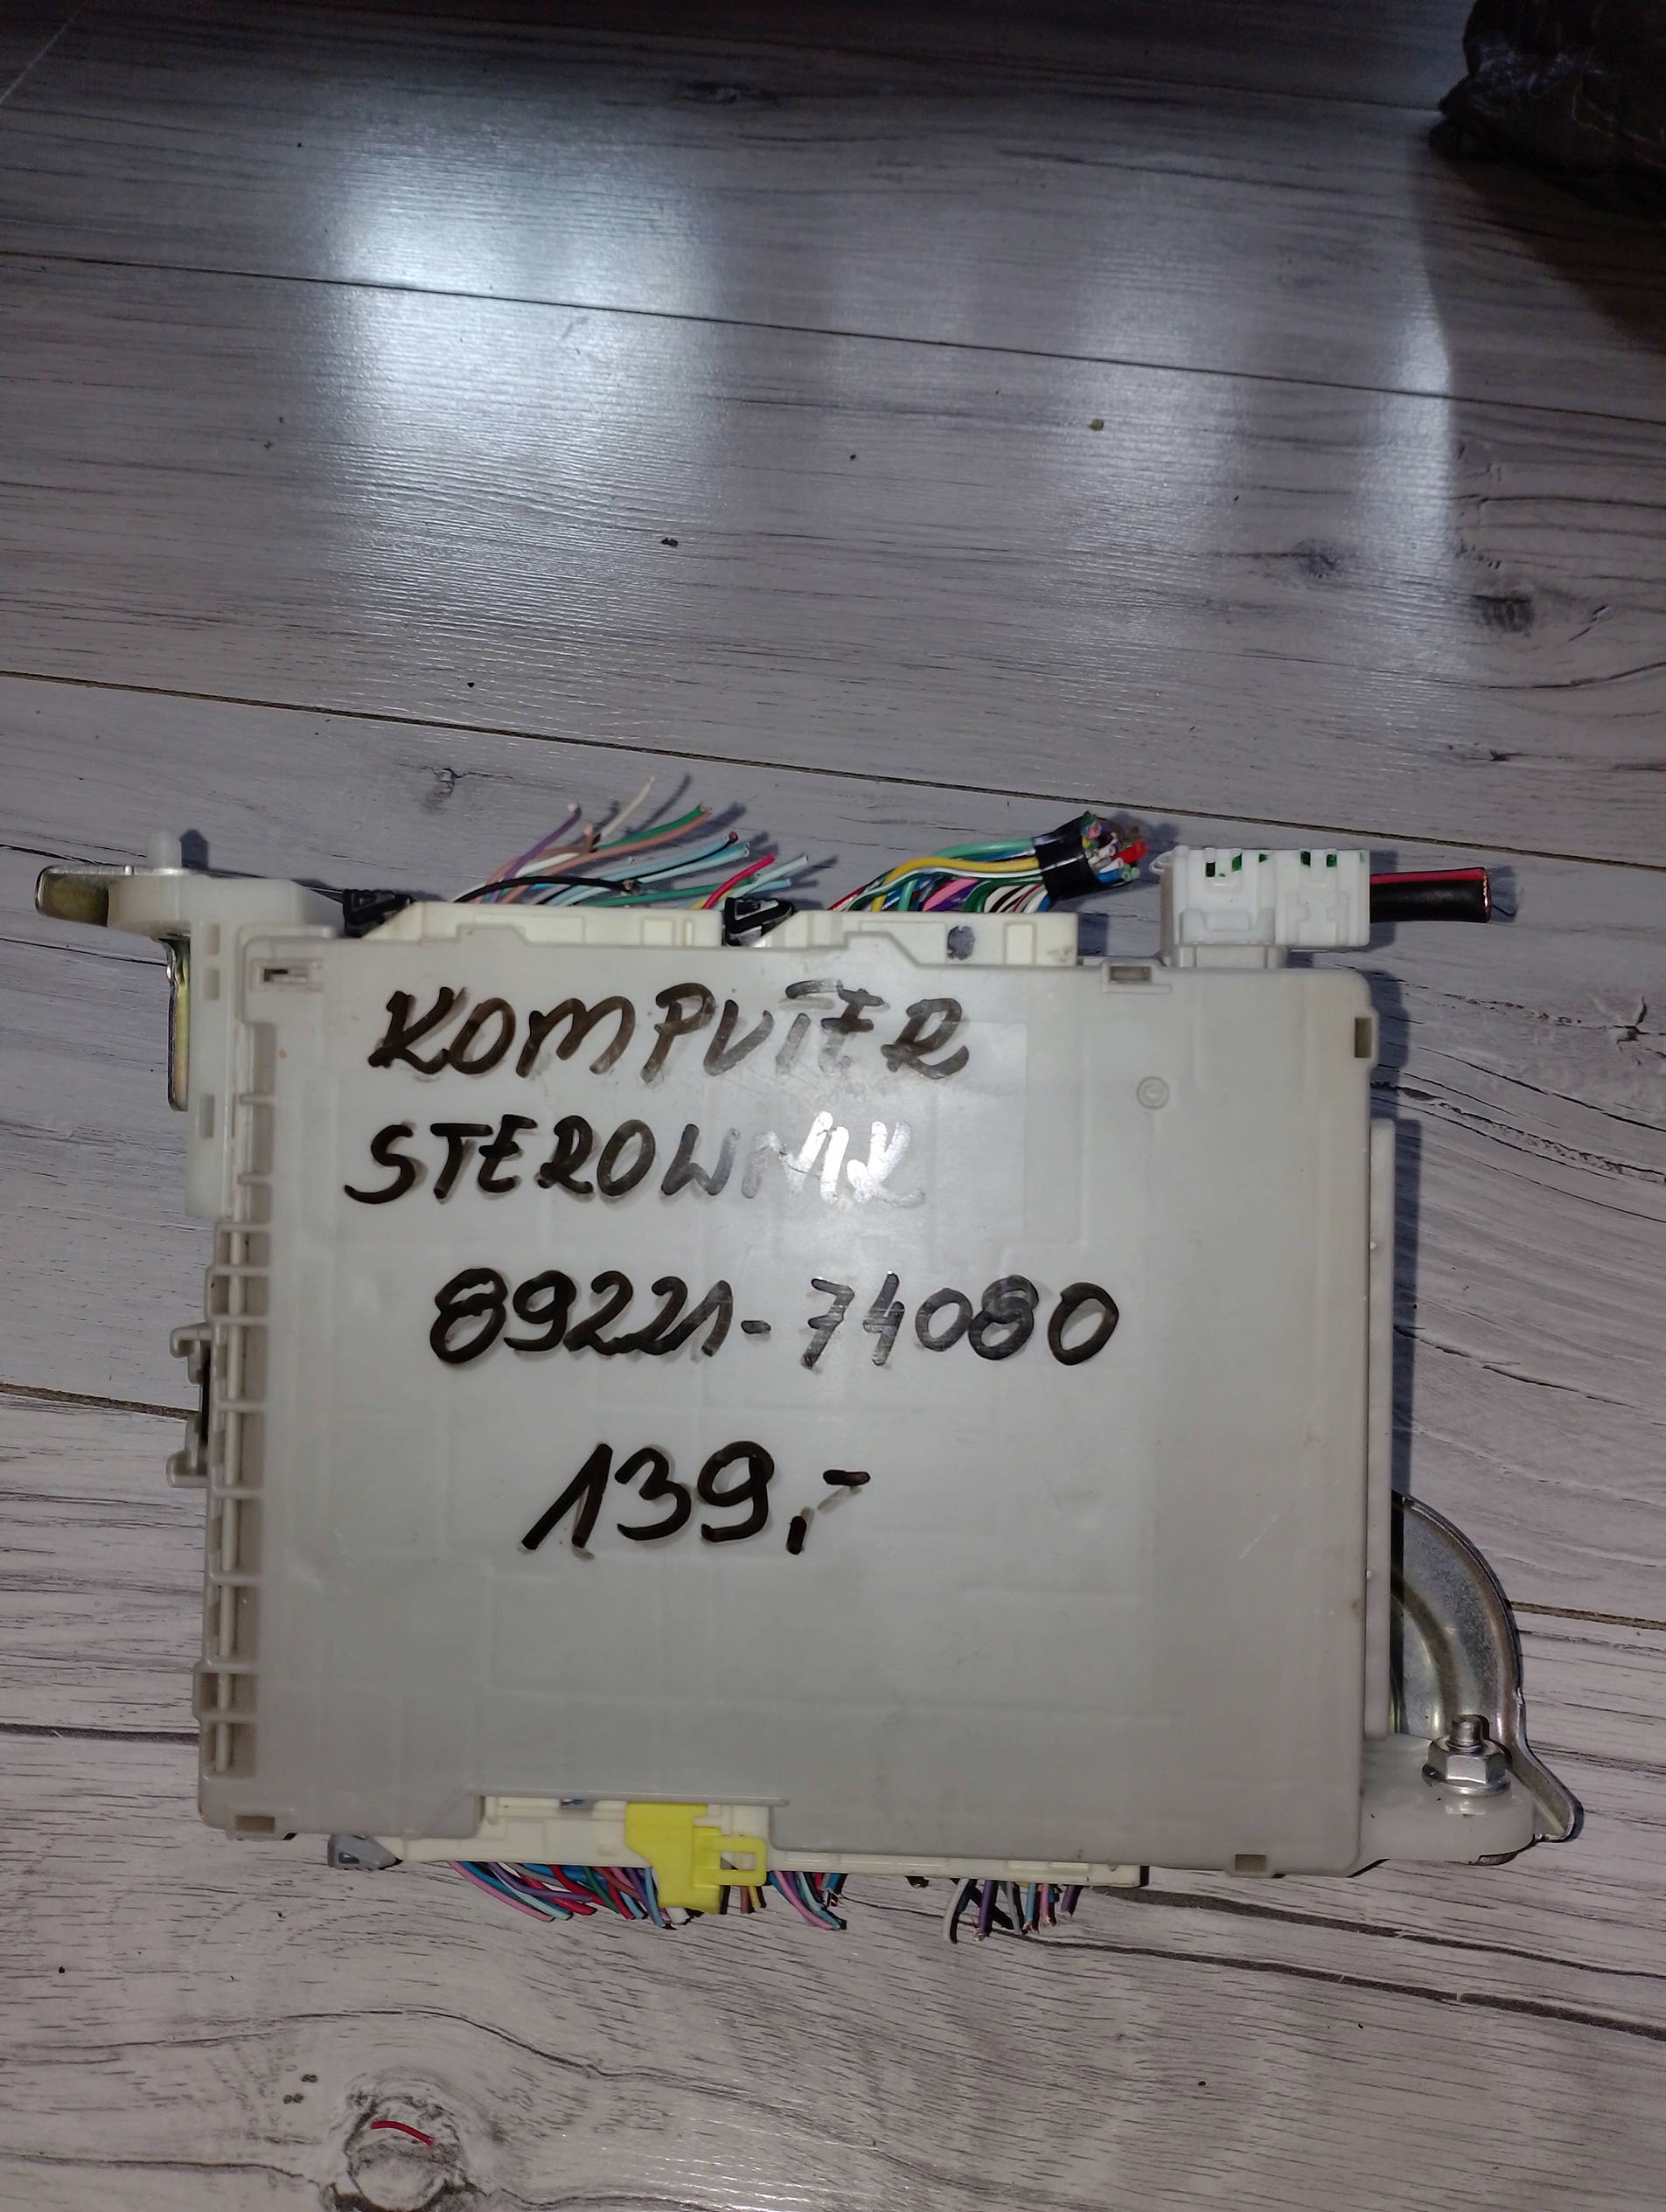 KOMPUTER
STEROWNIK
89221-74080
139,-